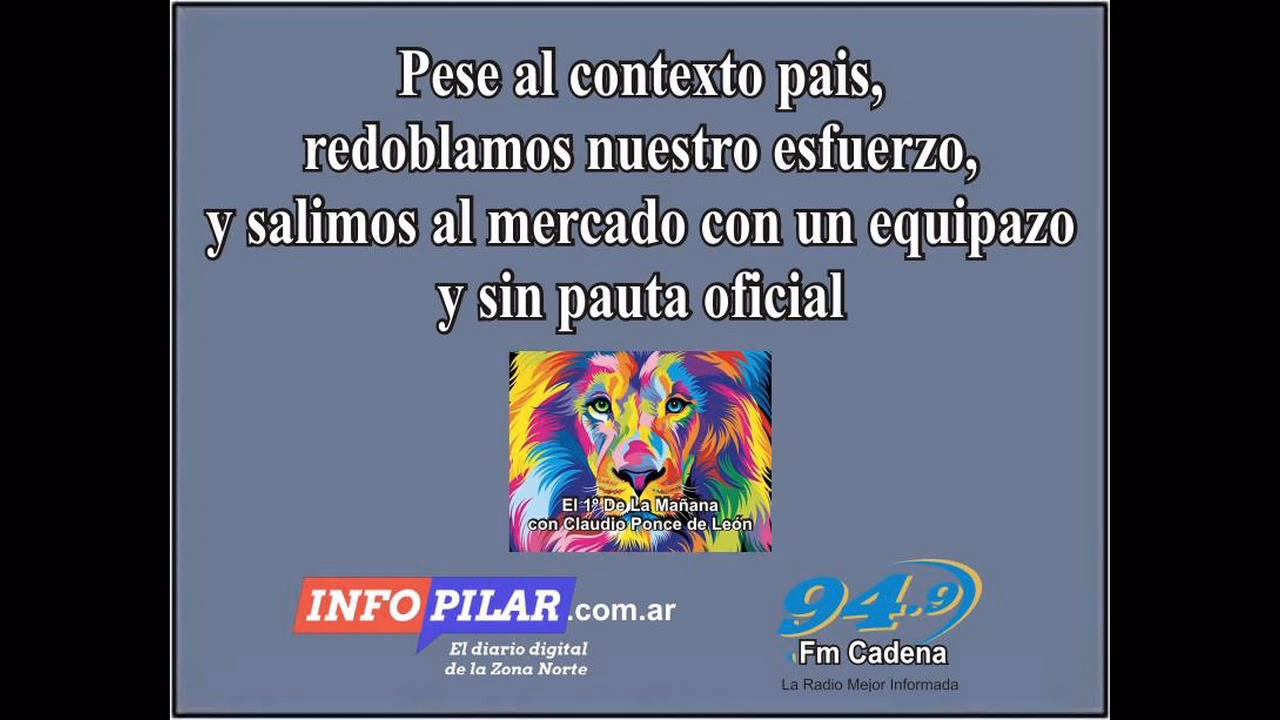 Pese al contexto pais,
redoblamos nuestro esfuerzo,
y salimos al mercado con un equipazo
y sin pauta oficial
El 1º De La Mañana
con Claudio Ponce de León
INFO PILAR.com.ar
El diario digital
de la Zona Norte
94.9
Fm Cadena
La Radio Mejor Informada